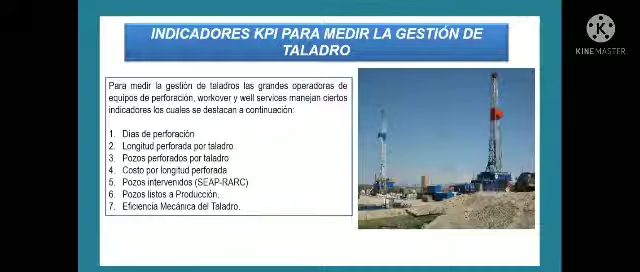 INDICADORES KPI PARA MEDIR LA GESTIÓN DE
TALADRO
Para medir la gestión de taladros las grandes operadoras de
equipos de perforación, workover y well services manejan ciertos
indicadores los cuales se destacan a continuación:
1. Días de perforación
2. Longitud perforada por taladro
3. Pozos perforados por taladro
4. Costo por longitud perforada
5. Pozos intervenidos (SEAP-RARC)
6. Pozos listos a Producción.
7. Eficiencia Mecánica del Taladro.
KINEMASTER